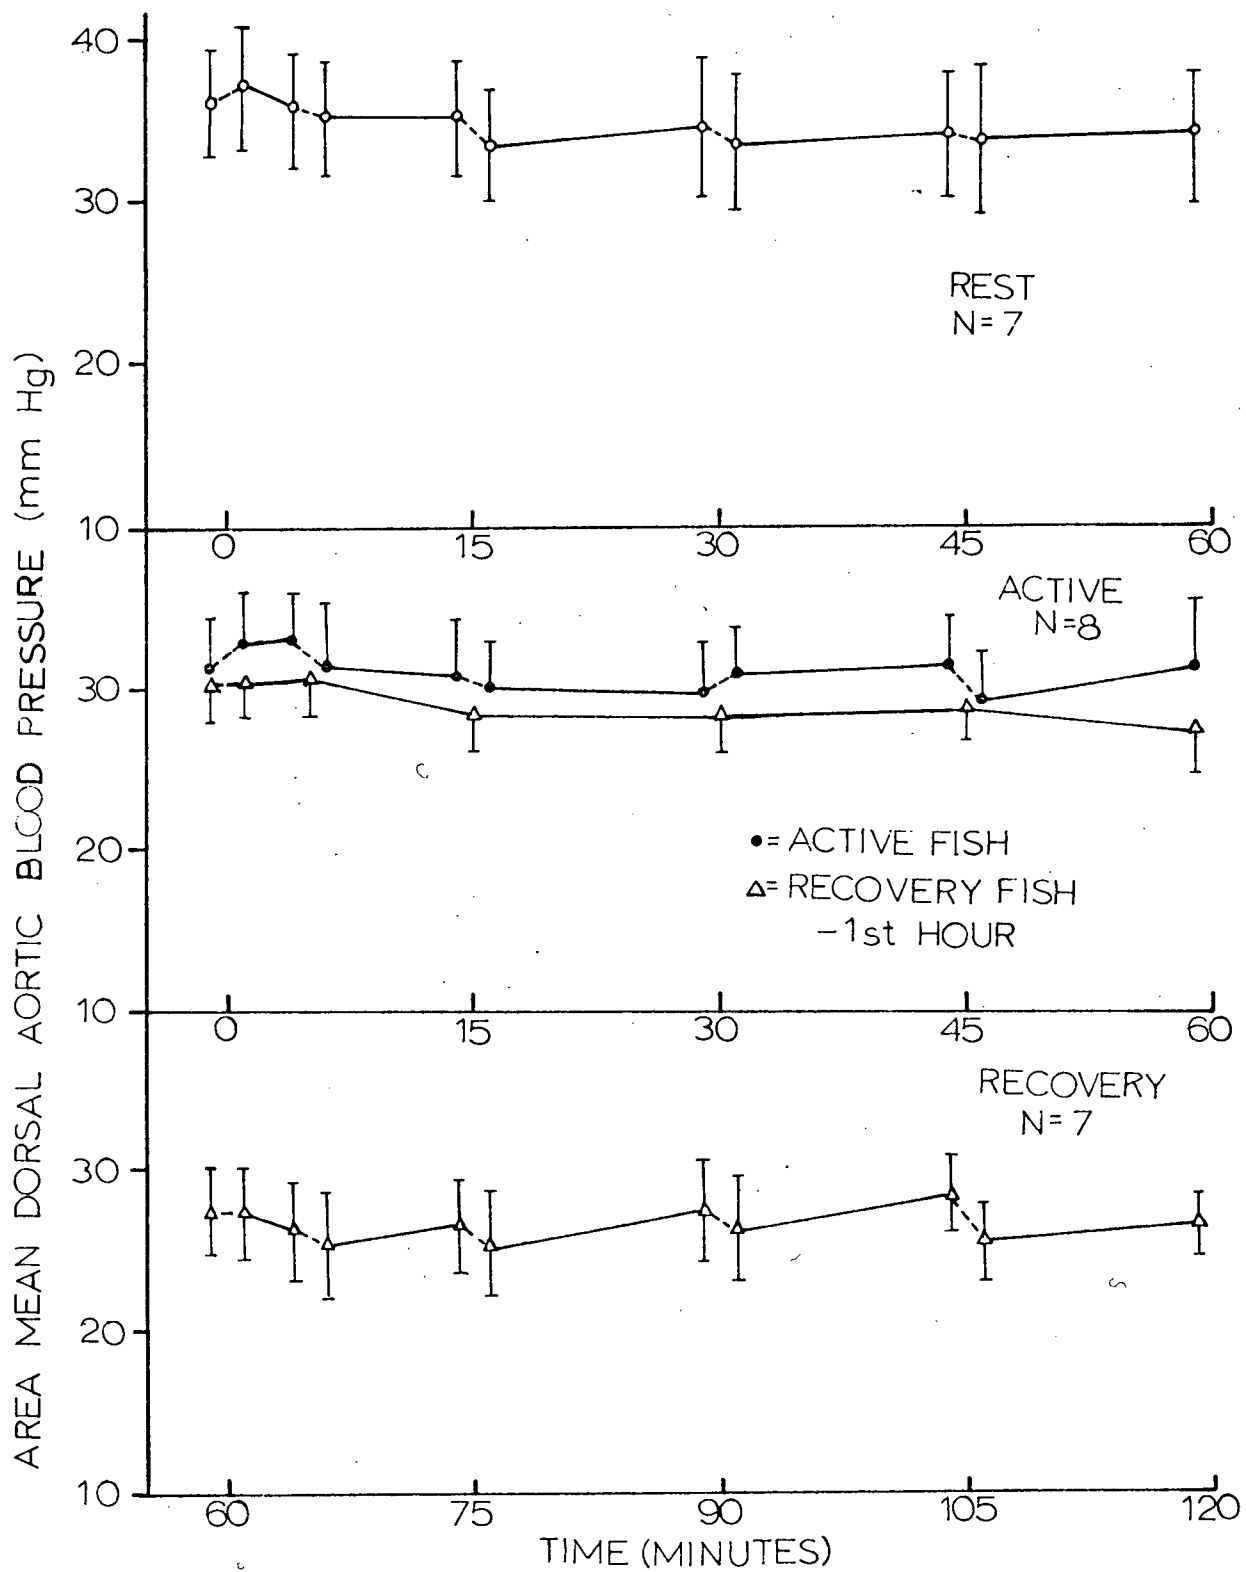 AREA MEAN DORSAL AORTIC BLOOD PRESSURE (mm Hg)
40
30
20
10
REST
N=7
0 15 30 45 60
ACTIVE
N=8
30
20
10
•= ACTIVE FISH
△= RECOVERY FISH
-1st HOUR
0 15 30 45 60
RECOVERY
N=7
30
20
10
60 75 90 105 120
TIME (MINUTES)